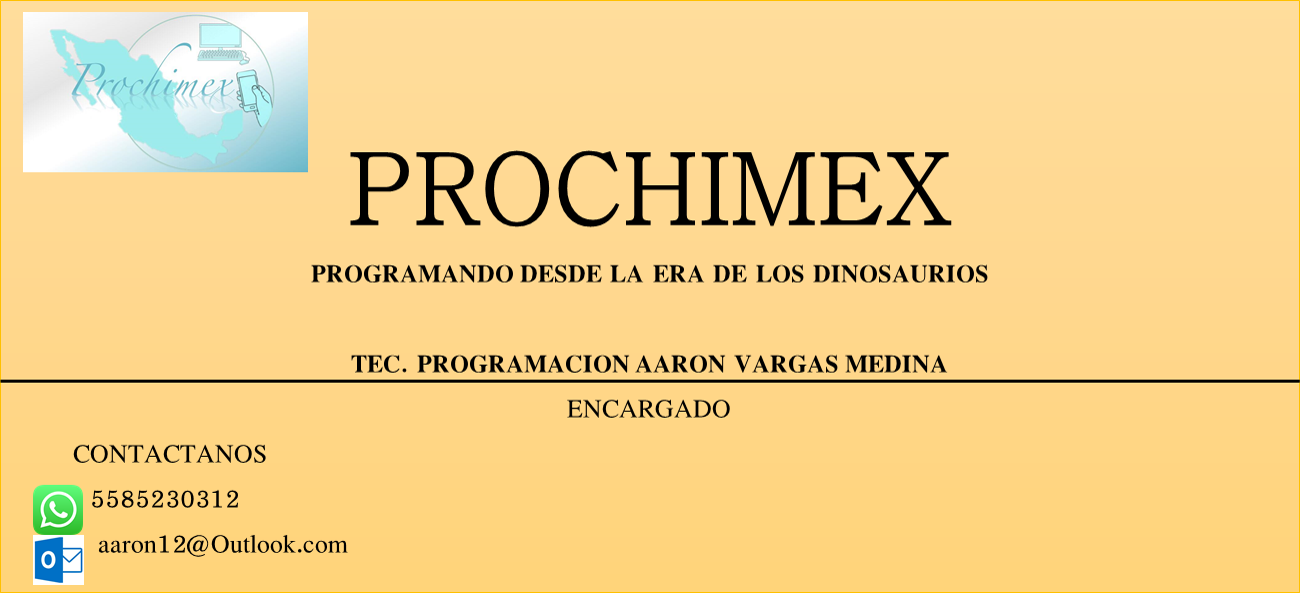 Prochimex
PROCHIMEX
PROGRAMANDO DESDE LA ERA DE LOS DINOSAURIOS
TEC. PROGRAMACION AARON VARGAS MEDINA
ENCARGADO
CONTACTANOS
5585230312
aaron12@Outlook.com